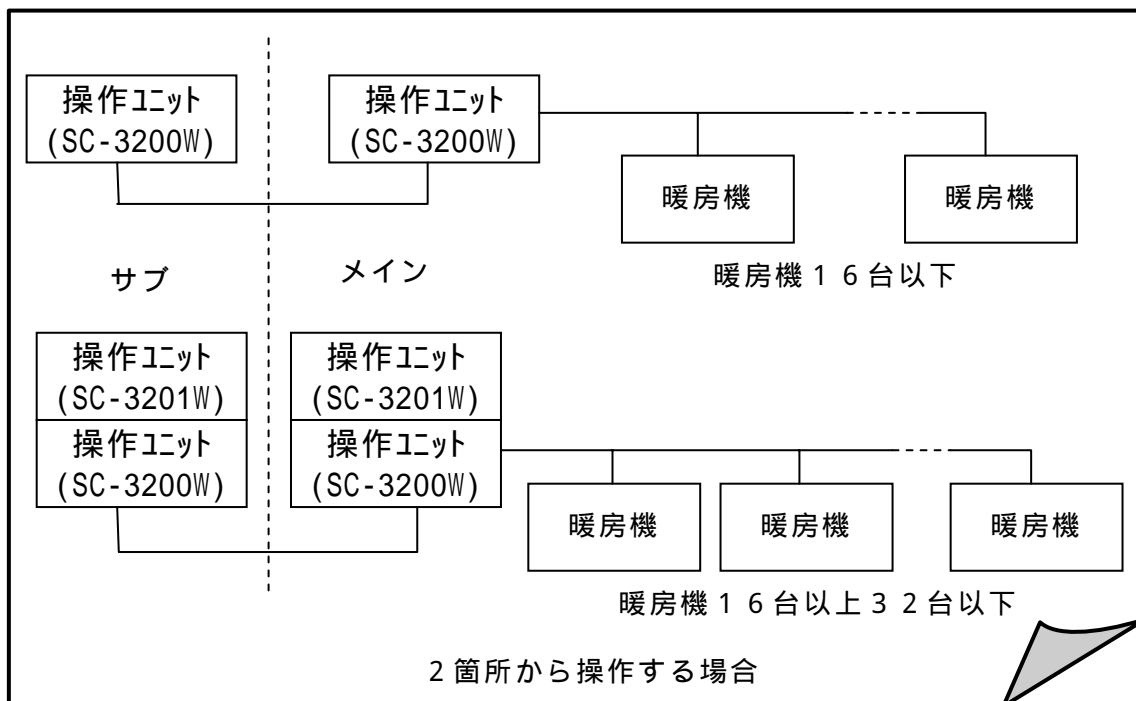 操作ﾕﾆｯﾄ
(SC-3200W)
操作ﾕﾆｯﾄ
(SC-3200W)
暖房機
暖房機
暖房機１６台以下
サブ
メイン
操作ﾕﾆｯﾄ
(SC-3201W)
操作ﾕﾆｯﾄ
(SC-3200W)
操作ﾕﾆｯﾄ
(SC-3201W)
操作ﾕﾆｯﾄ
(SC-3200W)
暖房機
暖房機
暖房機
暖房機１６台以上３２台以下
２箇所から操作する場合